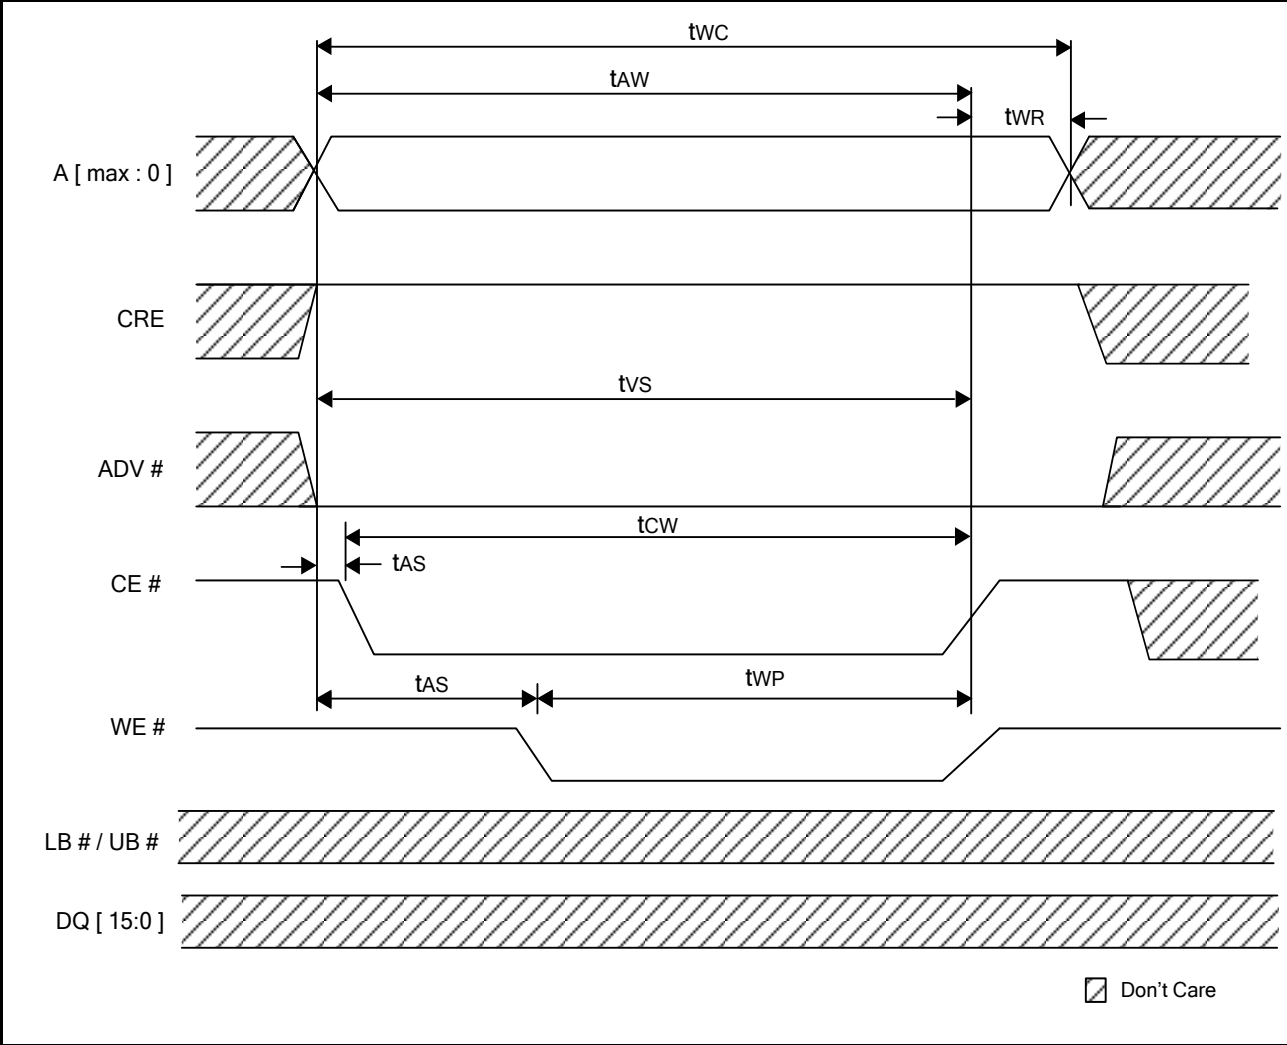 tWC
tAW
tWR
A [ max : 0 ]
CRE
tVS
ADV #
tCW
tAS
CE #
tAS
tWP
WE #
LB # / UB #
DQ [ 15:0 ]
Don't Care